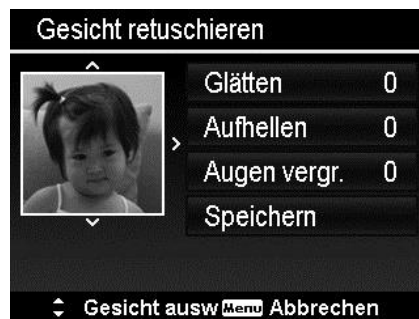 Gesicht retuschieren
Glätten 0
Aufhellen 0
Augen vergr. 0
Speichern
Gesicht ausw Menu Abbrechen